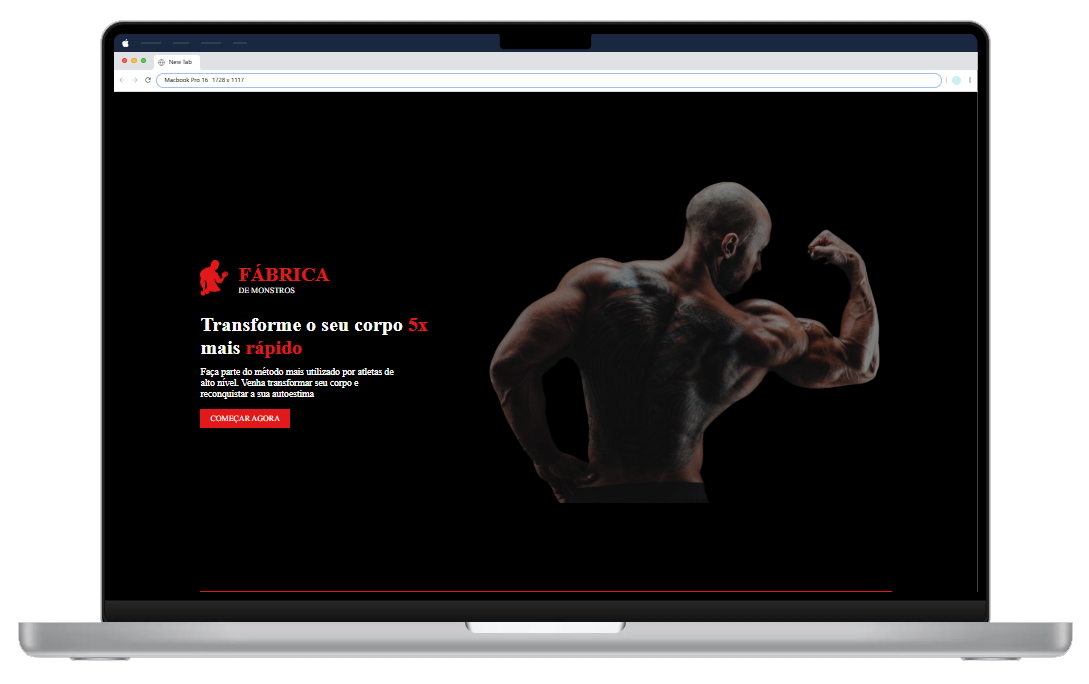 New Tab
Macbook Pro 16 1728 x 1117
FÁBRICA
DE MONSTROS
Transforme o seu corpo 5x
mais rápido
Faça parte do método mais utilizado por atletas de
alto nível. Venha transformar seu corpo e
reconquistar a sua autoestima
COMEÇAR AGORA